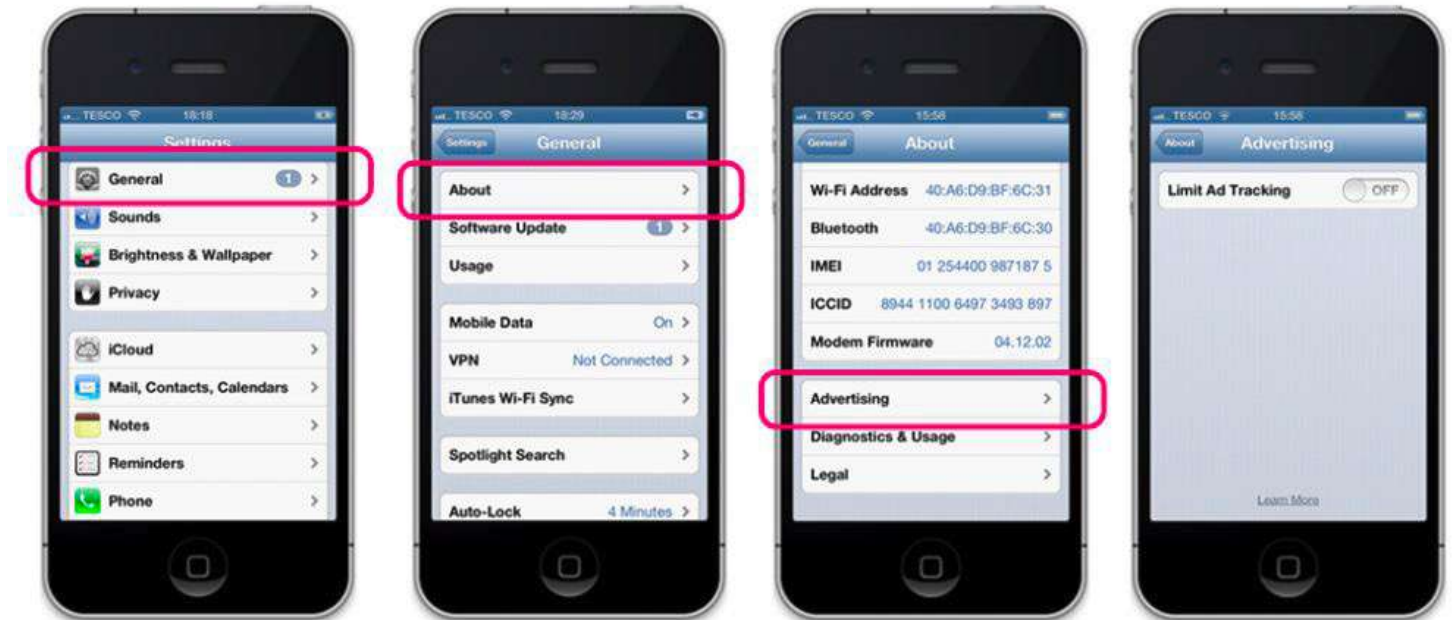 TESCO 18:18
Settings
General 1
Sounds
Brightness & Wallpaper
Privacy
iCloud
Mail, Contacts, Calendars
Notes
Reminders
Phone
TESCO 18:29
Settings General
About
Software Update 1
Usage
Mobile Data On
VPN Not Connected
iTunes Wi-Fi Sync
Spotlight Search
Auto-Lock 4 Minutes
TESCO 15:56
General About
Wi-Fi Address 40:A6:D9:BF:6C:31
Bluetooth 40:A6:D9:BF:6C:30
IMEI 01 254400 987187 5
ICCID 8944 1100 6497 3493 897
Modem Firmware 04.12.02
Advertising
Diagnostics & Usage
Legal
TESCO 15:56
About Advertising
Limit Ad Tracking OFF
Learn More